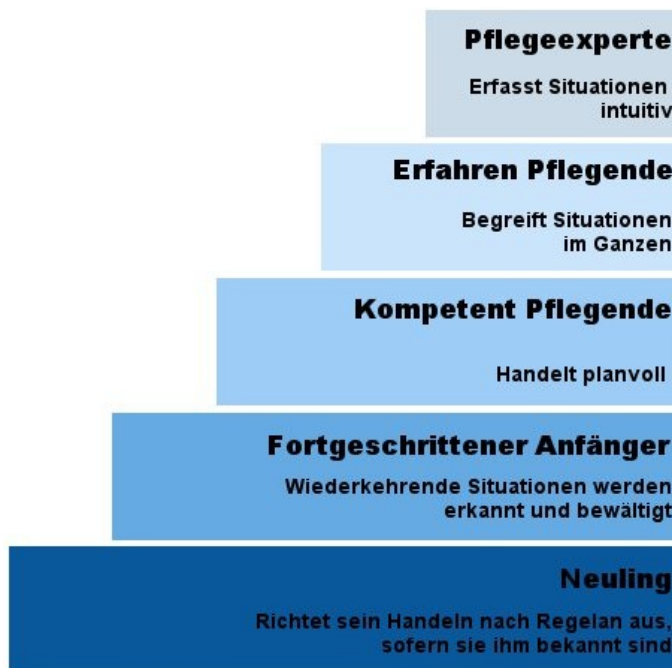 Pflegeexperte
Erfasst Situationen
intuitiv
Erfahren Pflegende
Begreift Situationen
im Ganzen
Kompetent Pflegende
Handelt planvoll
Fortgeschrittener Anfänger
Wiederkehrende Situationen werden
erkannt und bewältigt
Neuling
Richtet sein Handeln nach Regelan aus,
sofern sie ihm bekannt sind